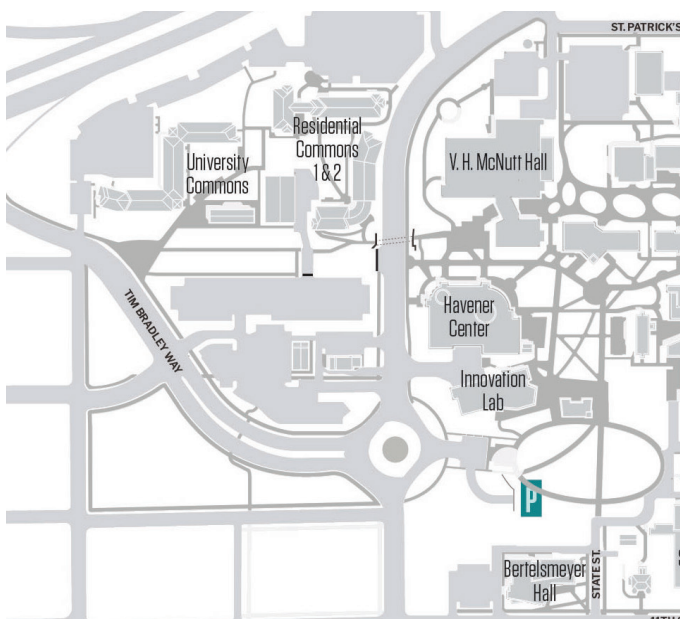 ST. PATRICK'S
Residential
Commons
1 & 2
University
Commons
V. H. McNutt Hall
TIM BRADLEY WAY
Havener
Center
Innovation
Lab
P
Bertelsmeyer
Hall
STATE ST.